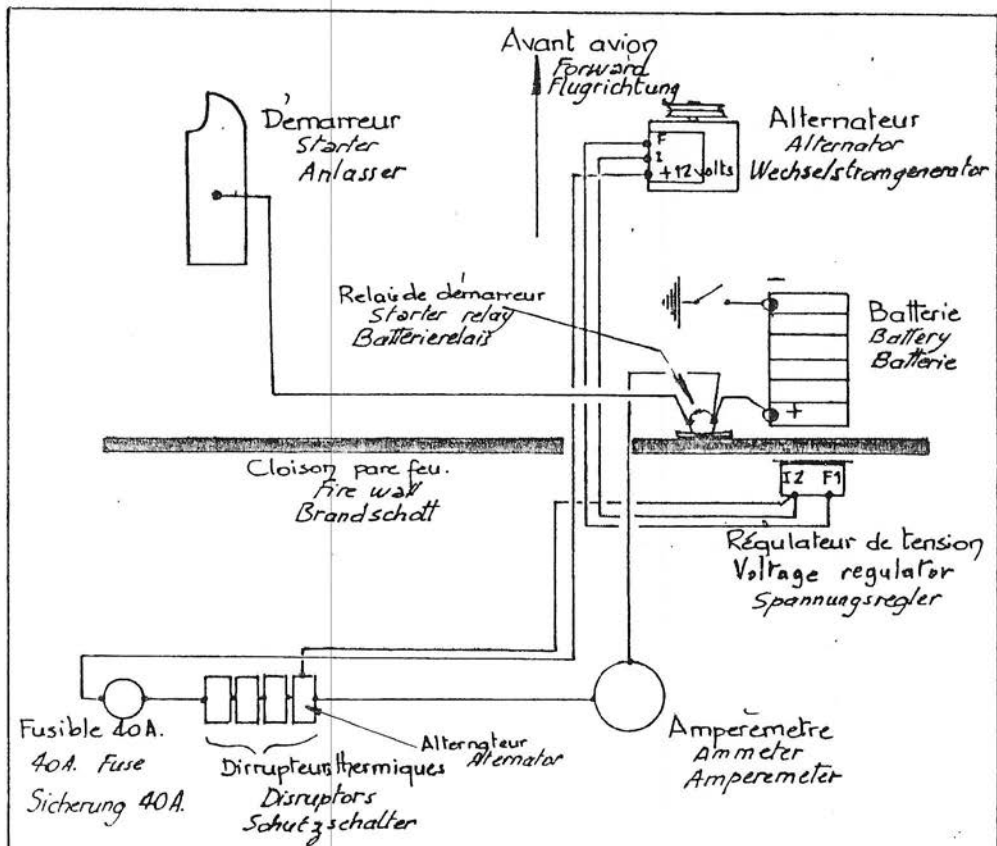 Avant avion
Forward
Flugrichtung
Démarreur
Starter
Anlasser
F
I
+12 volts
Alternateur
Alternator
Wechselstromgenerator
Relais de démarreur
Starter relay
Batterierelais
-
+
Batterie
Battery
Batterie
Cloison pare feu.
Fire wall
Brandschott
I2 F1
Régulateur de tension
Voltage regulator
Spannungsregler
Fusible 40A.
40A. Fuse
Sicherung 40A.
Alternateur
Aternator
Dirrupteurs thermiques
Disruptors
Schutzschalter
Ampèremètre
Ammeter
Amperemeter